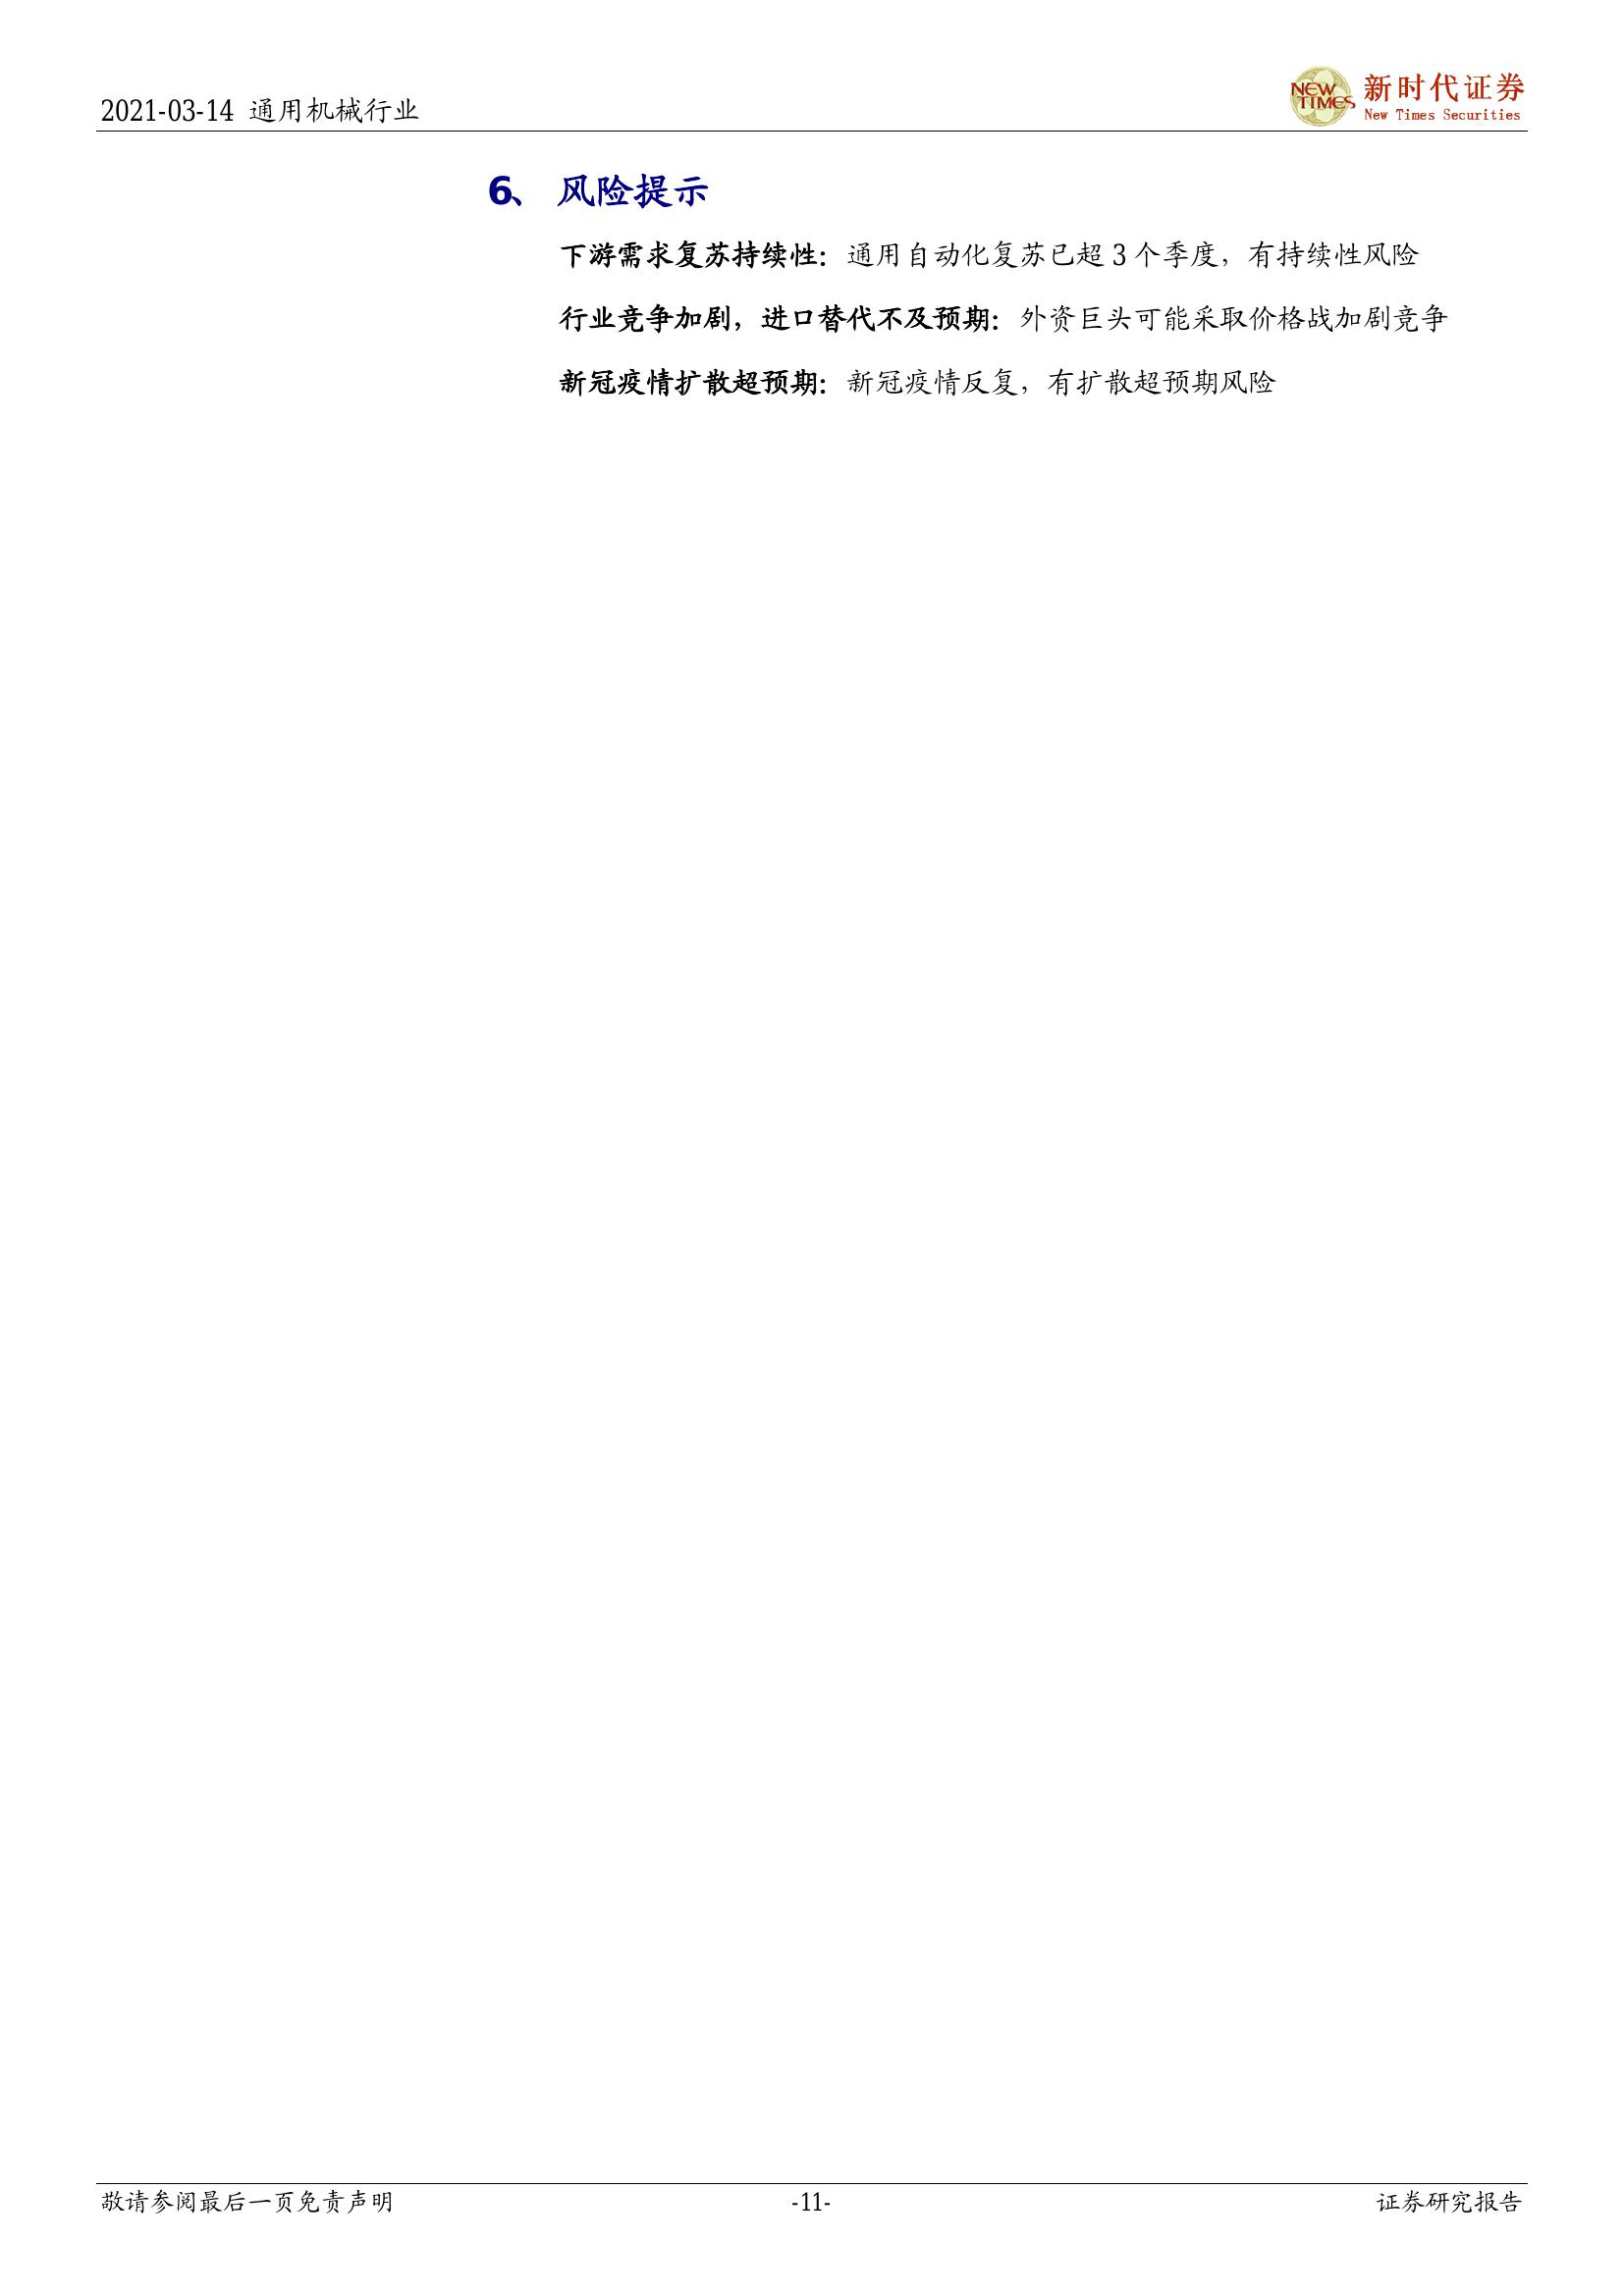 2021-03-14 通用机械行业
NEW TIMES 新时代证券
New Times Securities
6、 风险提示
下游需求复苏持续性：通用自动化复苏已超 3 个季度，有持续性风险
行业竞争加剧，进口替代不及预期：外资巨头可能采取价格战加剧竞争
新冠疫情扩散超预期：新冠疫情反复，有扩散超预期风险
敬请参阅最后一页免责声明 -11- 证券研究报告